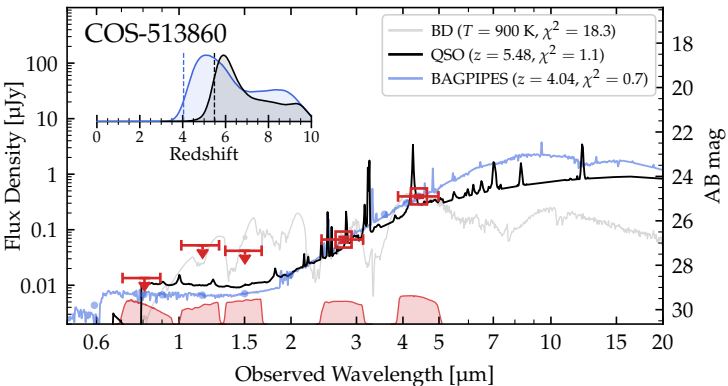 COS-513860
BD (T = 900 K, χ² = 18.3)
QSO (z = 5.48, χ² = 1.1)
BAGPIPES (z = 4.04, χ² = 0.7)
100
10
1
0.1
0.01
Flux Density [μJy]
18
20
22
24
26
28
30
AB mag
0 2 4 6 8 10
Redshift
0.6 1 2 3 4 5 7 10 15 20
Observed Wavelength [μm]